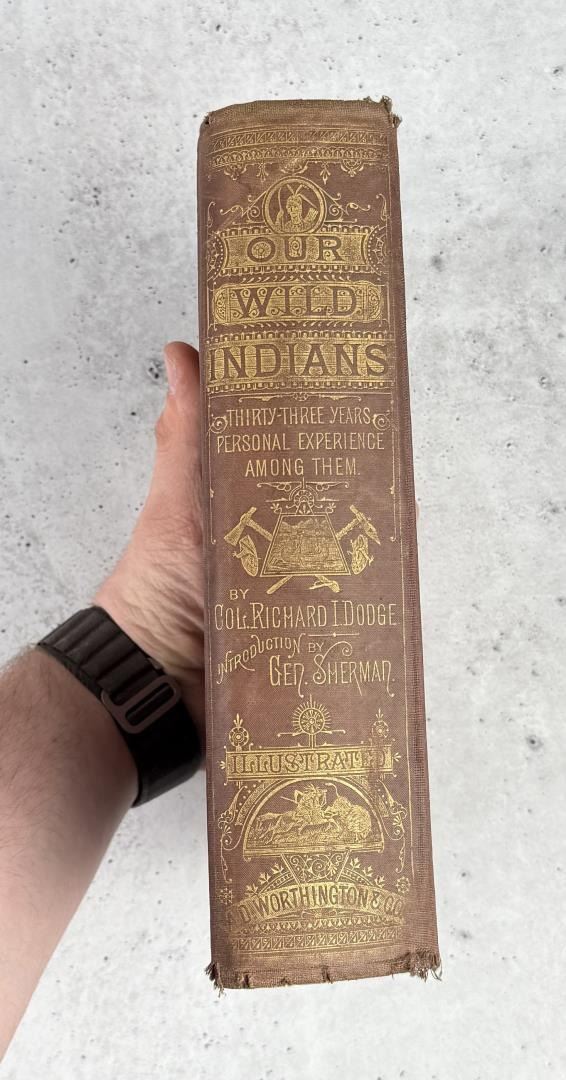 OUR
WILD
INDIANS
THIRTY-THREE YEARS
PERSONAL EXPERIENCE
AMONG THEM.
BY
COL. RICHARD I. DODGE
INTRODUCTION BY
GEN. SHERMAN.
ILLUSTRATED
A.D. WORTHINGTON & CO.